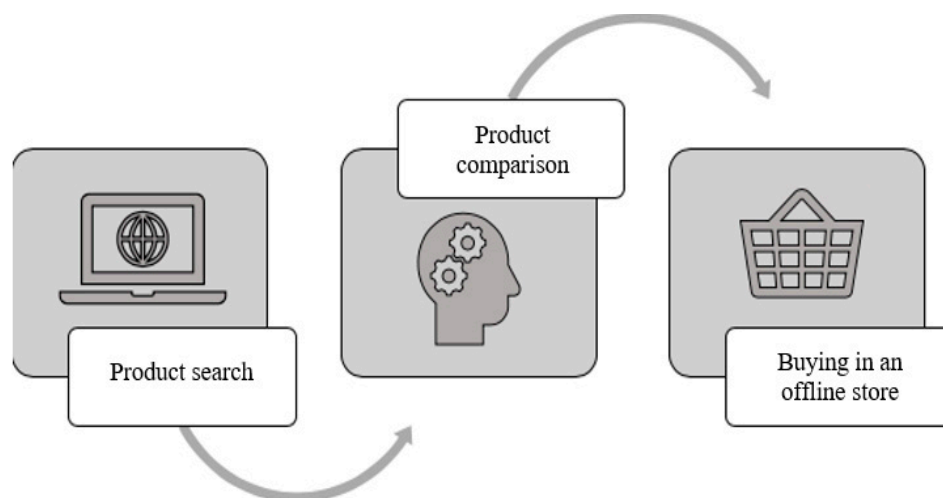 Product search
Product
comparison
Buying in an
offline store